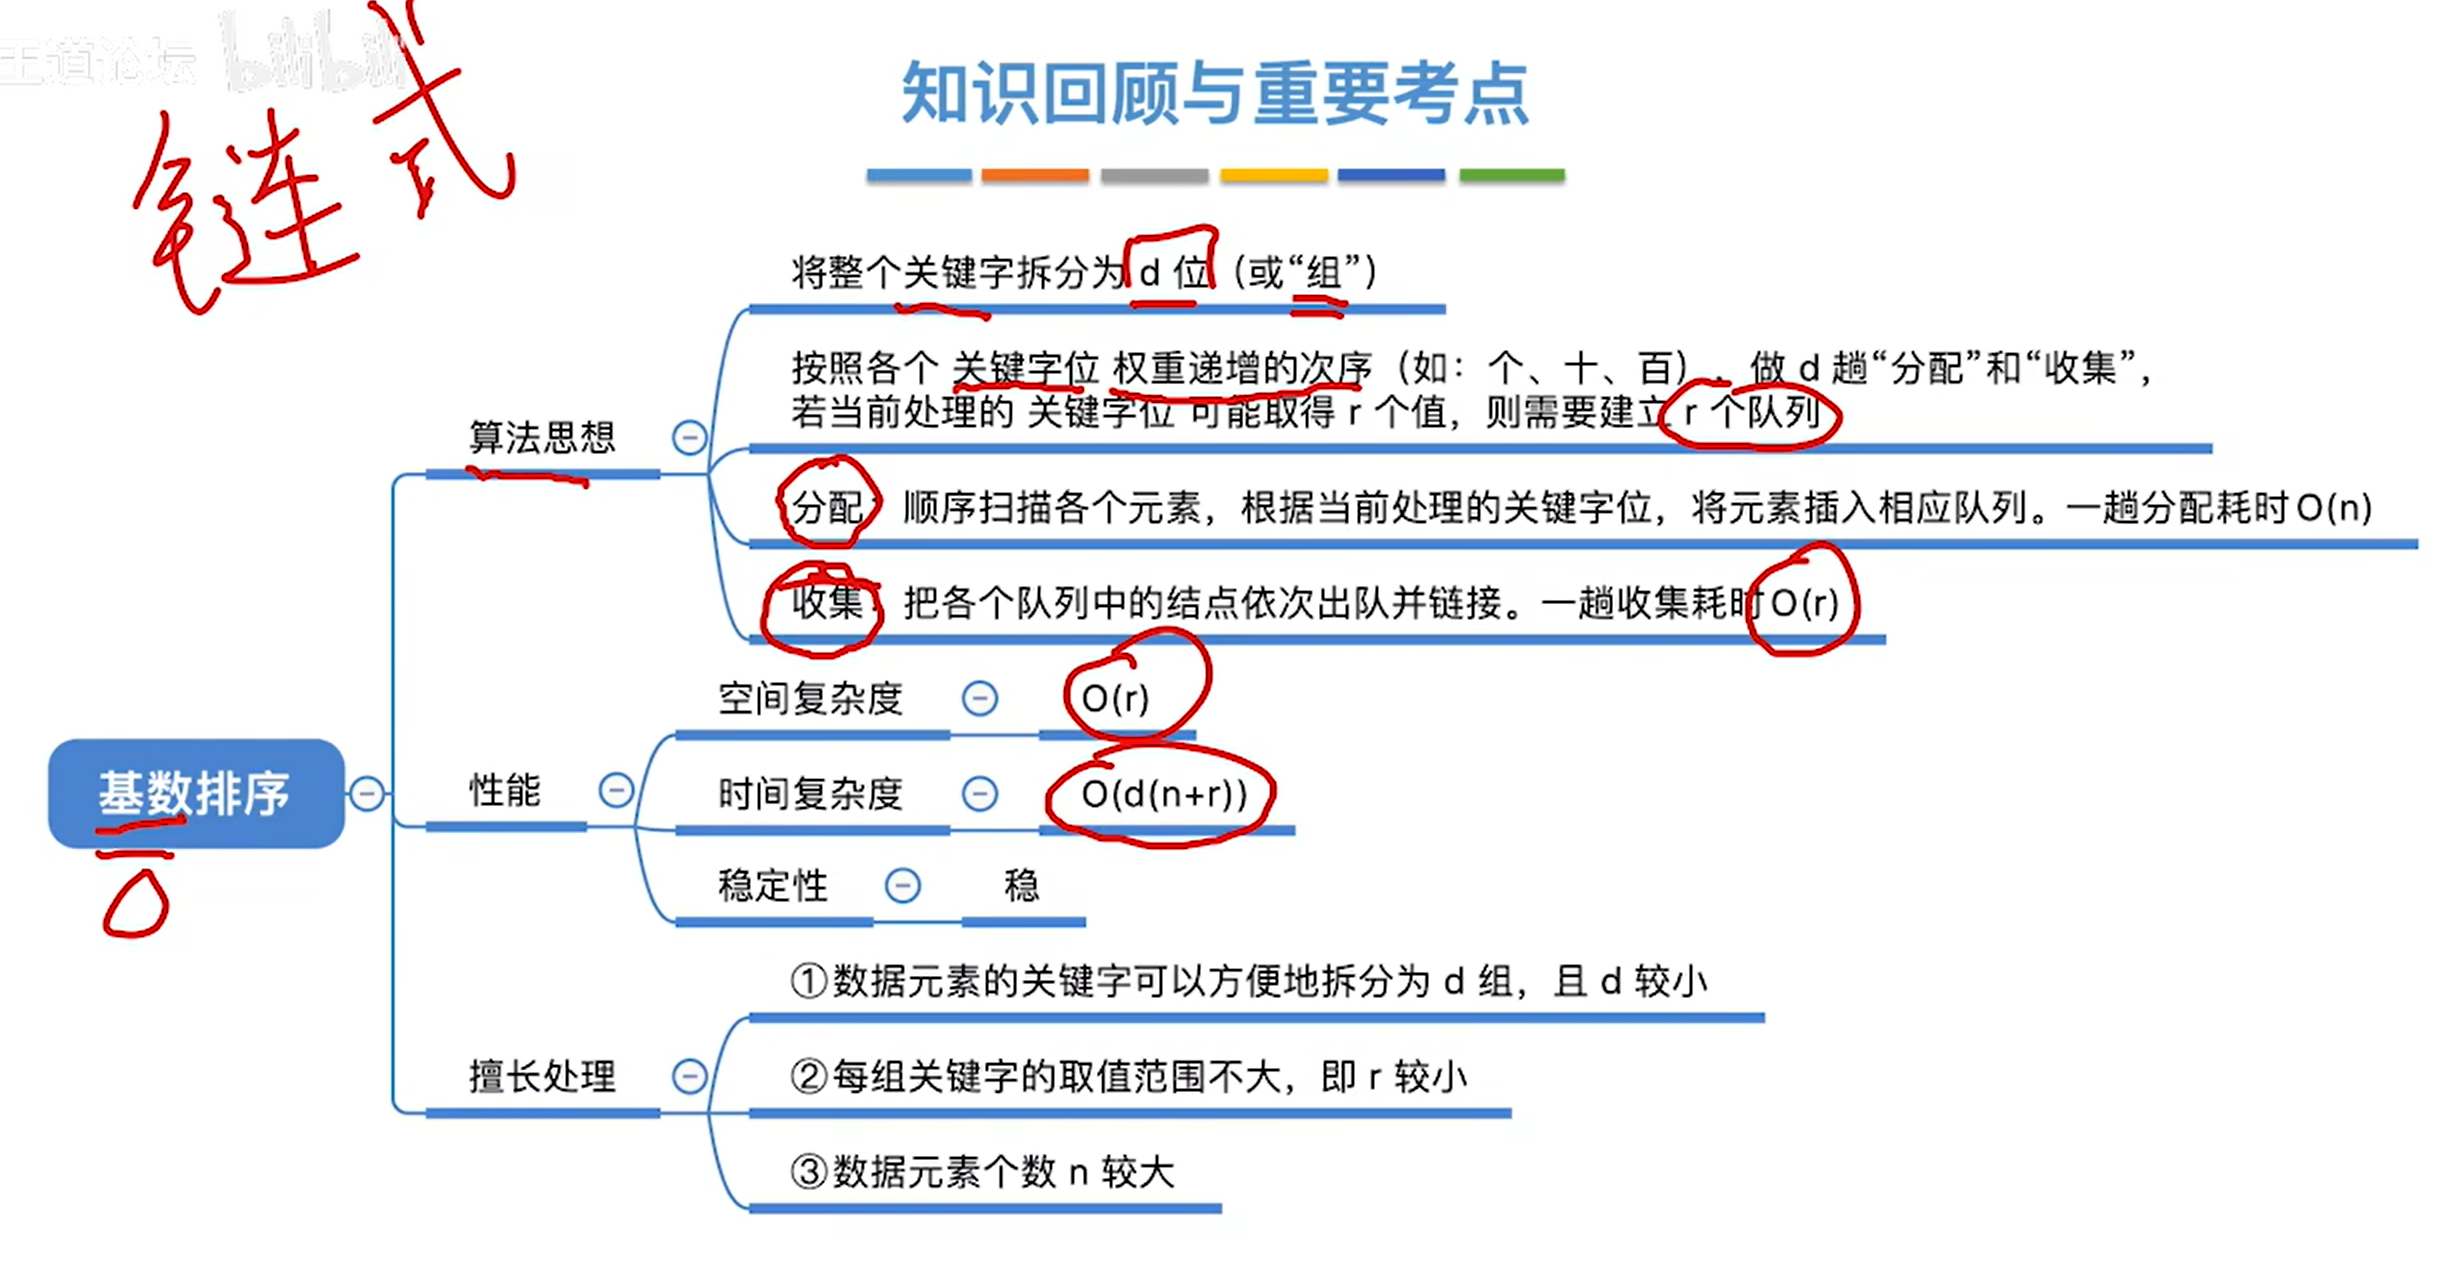 王道论坛 bilibili
链式
知识回顾与重要考点
将整个关键字拆分为 d 位（或“组”）
按照各个 关键字位 权重递增的次序（如：个、十、百），做 d 趟“分配”和“收集”，
若当前处理的 关键字位 可能取得 r 个值，则需要建立 r 个队列
算法思想
分配：顺序扫描各个元素，根据当前处理的关键字位，将元素插入相应队列。一趟分配耗时O(n)
收集：把各个队列中的结点依次出队并链接。一趟收集耗时O(r)
基数排序
性能
空间复杂度 O(r)
时间复杂度 O(d(n+r))
稳定性 稳
擅长处理
①数据元素的关键字可以方便地拆分为 d 组，且 d 较小
②每组关键字的取值范围不大，即 r 较小
③数据元素个数 n 较大